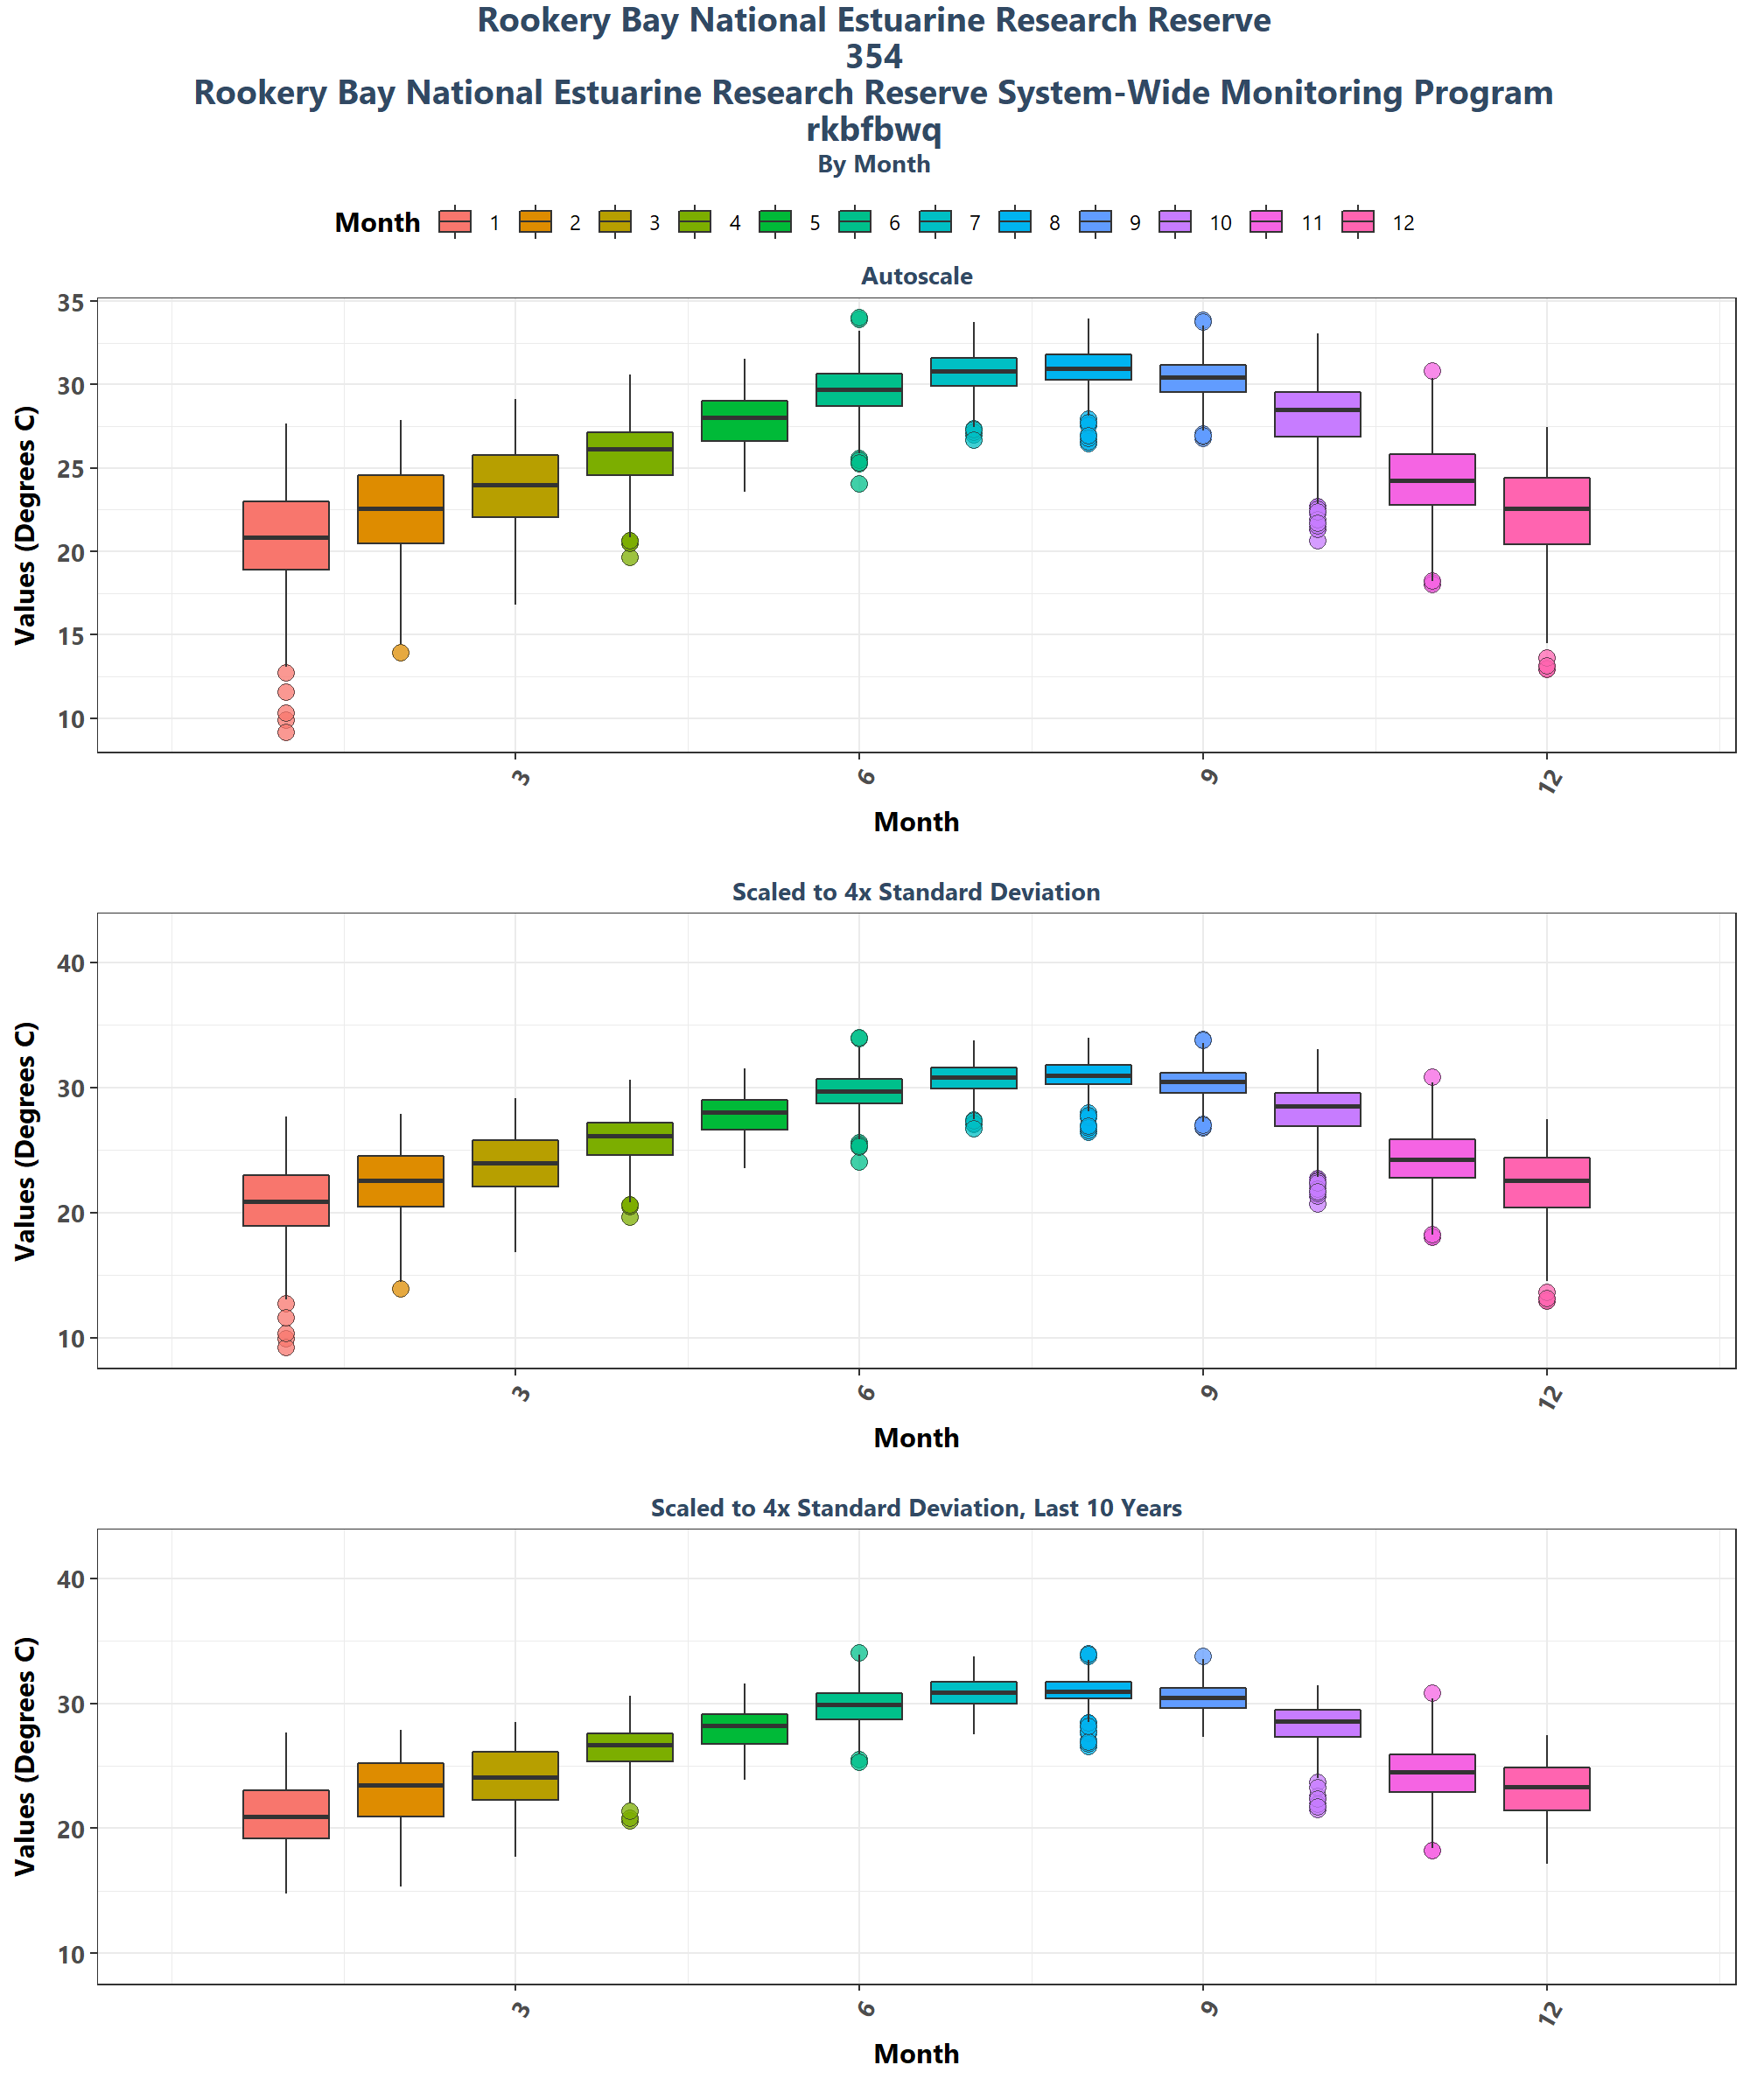 Rookery Bay National Estuarine Research Reserve
354
Rookery Bay National Estuarine Research Reserve System-Wide Monitoring Program
rkbfbwq
By Month
Month 1 2 3 4 5 6 7 8 9 10 11 12
Autoscale
Values (Degrees C)
35
30
25
20
15
10
3 6 9 12
Month
Scaled to 4x Standard Deviation
Values (Degrees C)
40
30
20
10
3 6 9 12
Month
Scaled to 4x Standard Deviation, Last 10 Years
Values (Degrees C)
40
30
20
10
3 6 9 12
Month